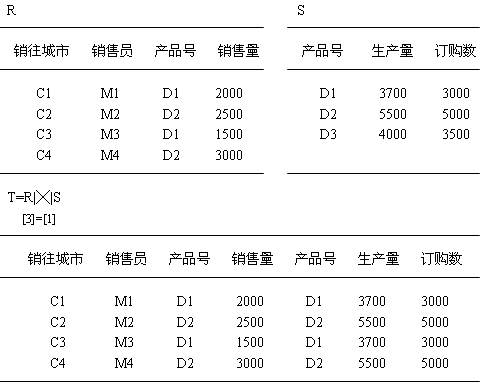 R S
销往城市 销售员 产品号 销售量 产品号 生产量 订购数
C1 M1 D1 2000 D1 3700 3000
C2 M2 D2 2500 D2 5500 5000
C3 M3 D1 1500 D3 4000 3500
C4 M4 D2 3000
T=R|╳|S
[3]=[1]
销往城市 销售员 产品号 销售量 产品号 生产量 订购数
C1 M1 D1 2000 D1 3700 3000
C2 M2 D2 2500 D2 5500 5000
C3 M3 D1 1500 D1 3700 3000
C4 M4 D2 3000 D2 5500 5000